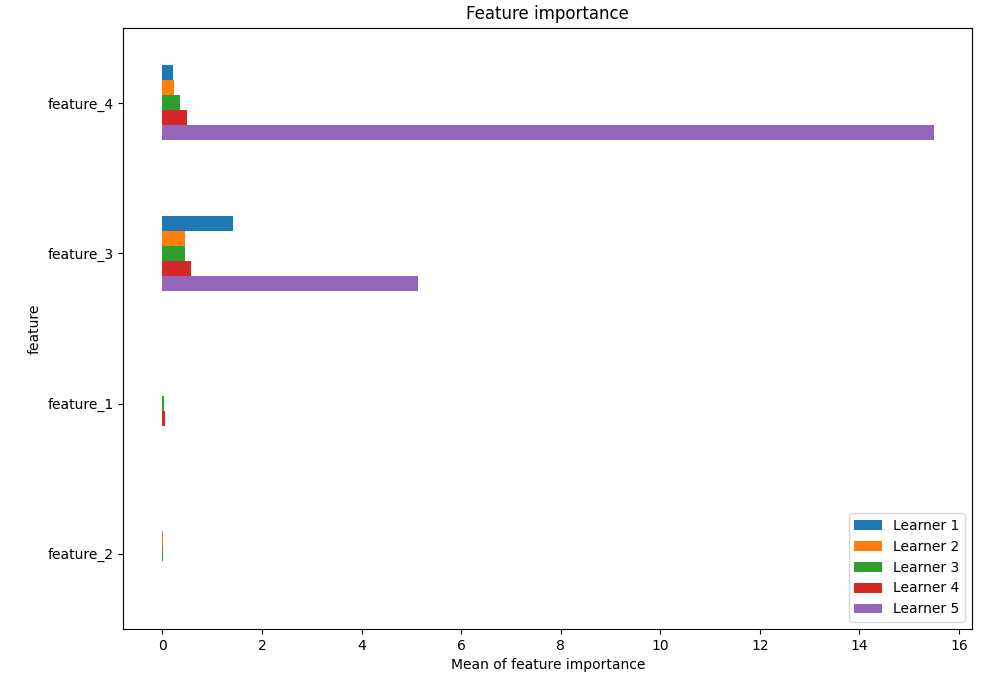 Feature importance
feature_4
feature_3
feature_1
feature_2
feature
Learner 1
Learner 2
Learner 3
Learner 4
Learner 5
0 2 4 6 8 10 12 14 16
Mean of feature importance